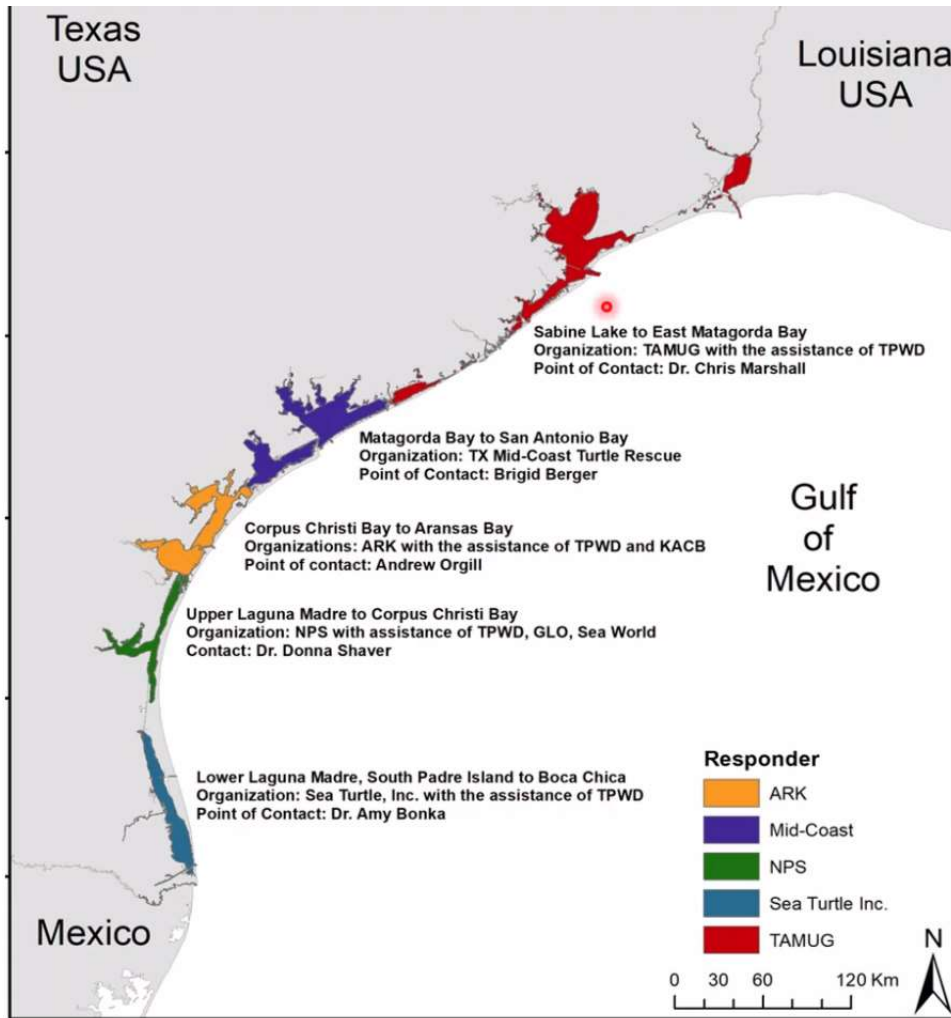 Texas
USA
Louisiana
USA
Sabine Lake to East Matagorda Bay
Organization: TAMUG with the assistance of TPWD
Point of Contact: Dr. Chris Marshall
Matagorda Bay to San Antonio Bay
Organization: TX Mid-Coast Turtle Rescue
Point of Contact: Brigid Berger
Gulf
of
Mexico
Corpus Christi Bay to Aransas Bay
Organizations: ARK with the assistance of TPWD and KACB
Point of contact: Andrew Orgill
Upper Laguna Madre to Corpus Christi Bay
Organization: NPS with assistance of TPWD, GLO, Sea World
Contact: Dr. Donna Shaver
Lower Laguna Madre, South Padre Island to Boca Chica
Organization: Sea Turtle, Inc. with the assistance of TPWD
Point of Contact: Dr. Amy Bonka
Responder
ARK
Mid-Coast
NPS
Sea Turtle Inc.
TAMUG
Mexico
N
0 30 60 120 Km